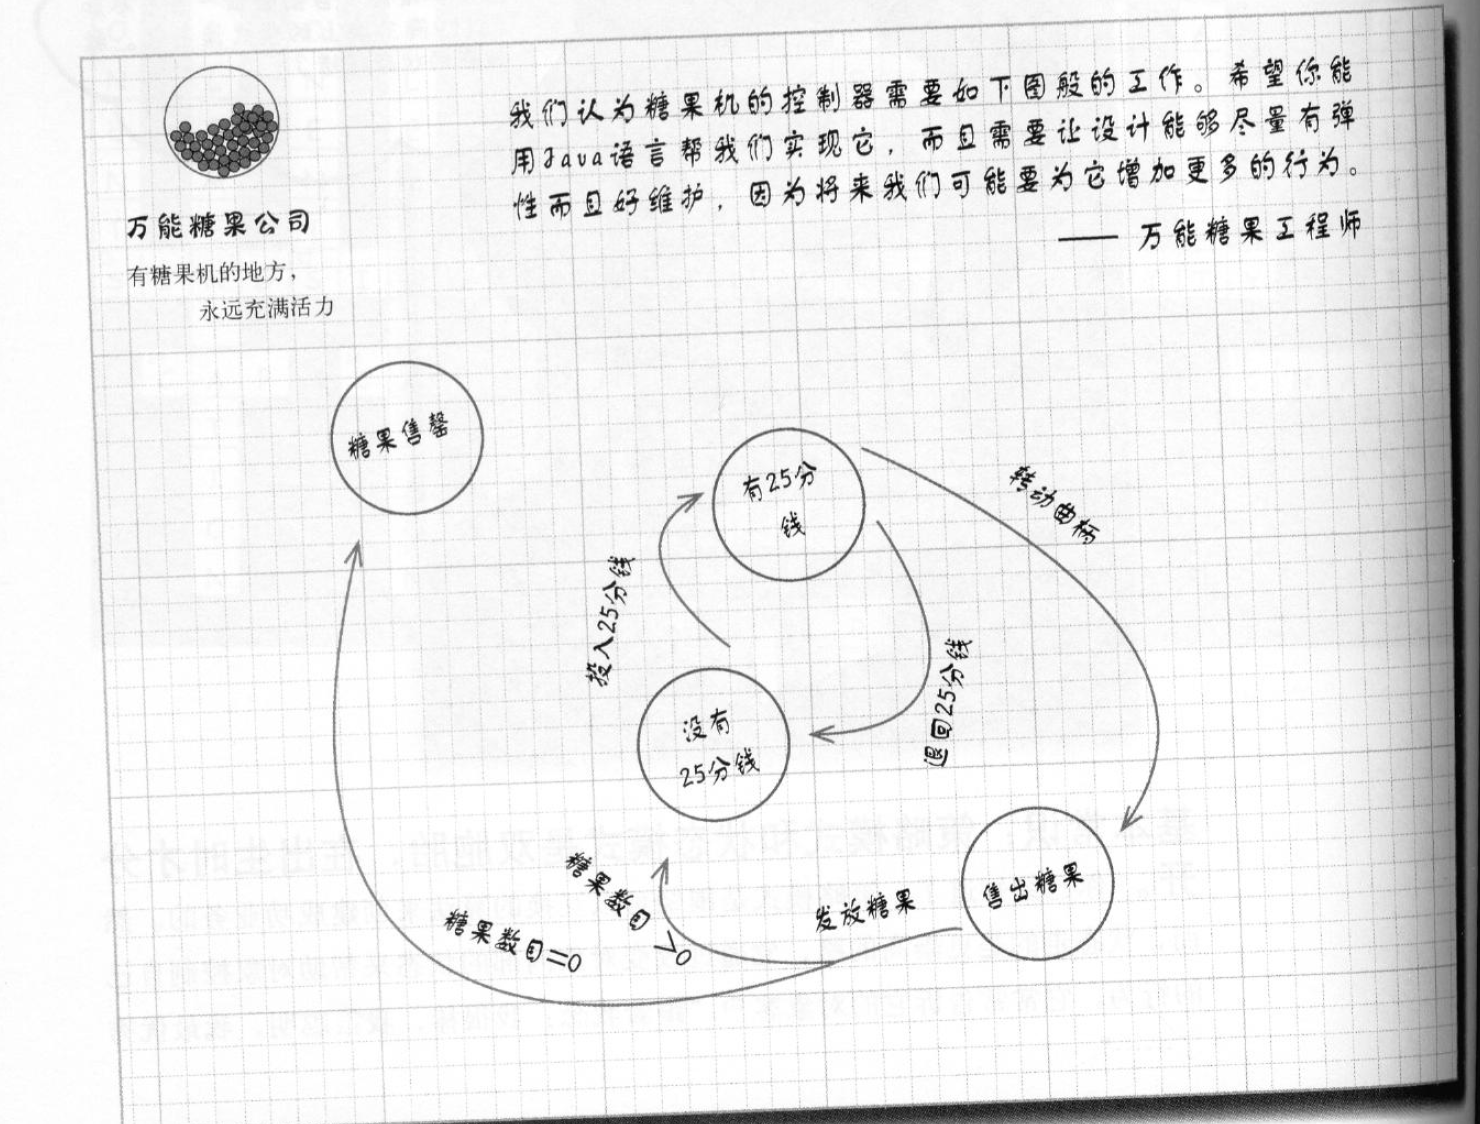 我们认为糖果机的控制器需要如下图般的工作。希望你能
用Java语言帮我们实现它，而且需要让设计能够尽量有弹
性而且好维护，因为将来我们可能要为它增加更多的行为。
—— 万能糖果工程师
万能糖果公司
有糖果机的地方，
永远充满活力
糖果售罄
有25分
钱
转动曲柄
投入25分钱
退回25分钱
没有
25分钱
糖果数目>0
糖果数目=0
发放糖果
售出糖果